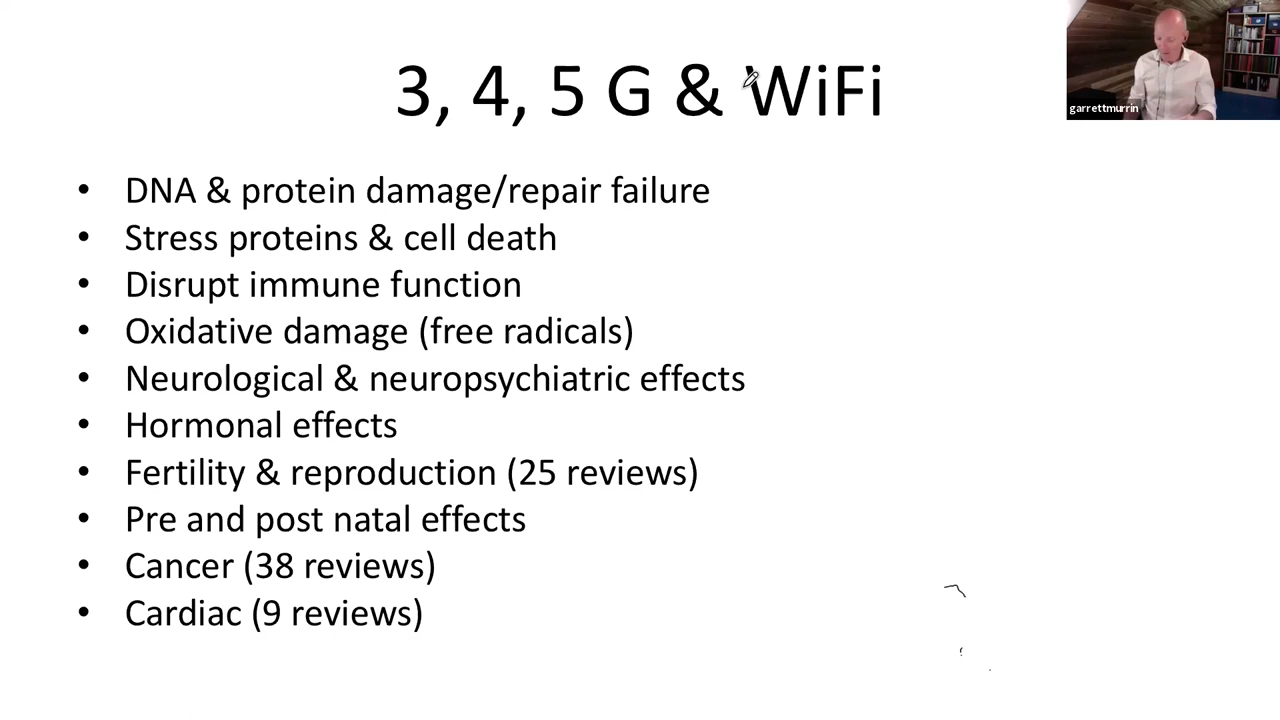 3, 4, 5 G & WiFi
garrettmurrin
• DNA & protein damage/repair failure
• Stress proteins & cell death
• Disrupt immune function
• Oxidative damage (free radicals)
• Neurological & neuropsychiatric effects
• Hormonal effects
• Fertility & reproduction (25 reviews)
• Pre and post natal effects
• Cancer (38 reviews)
• Cardiac (9 reviews)